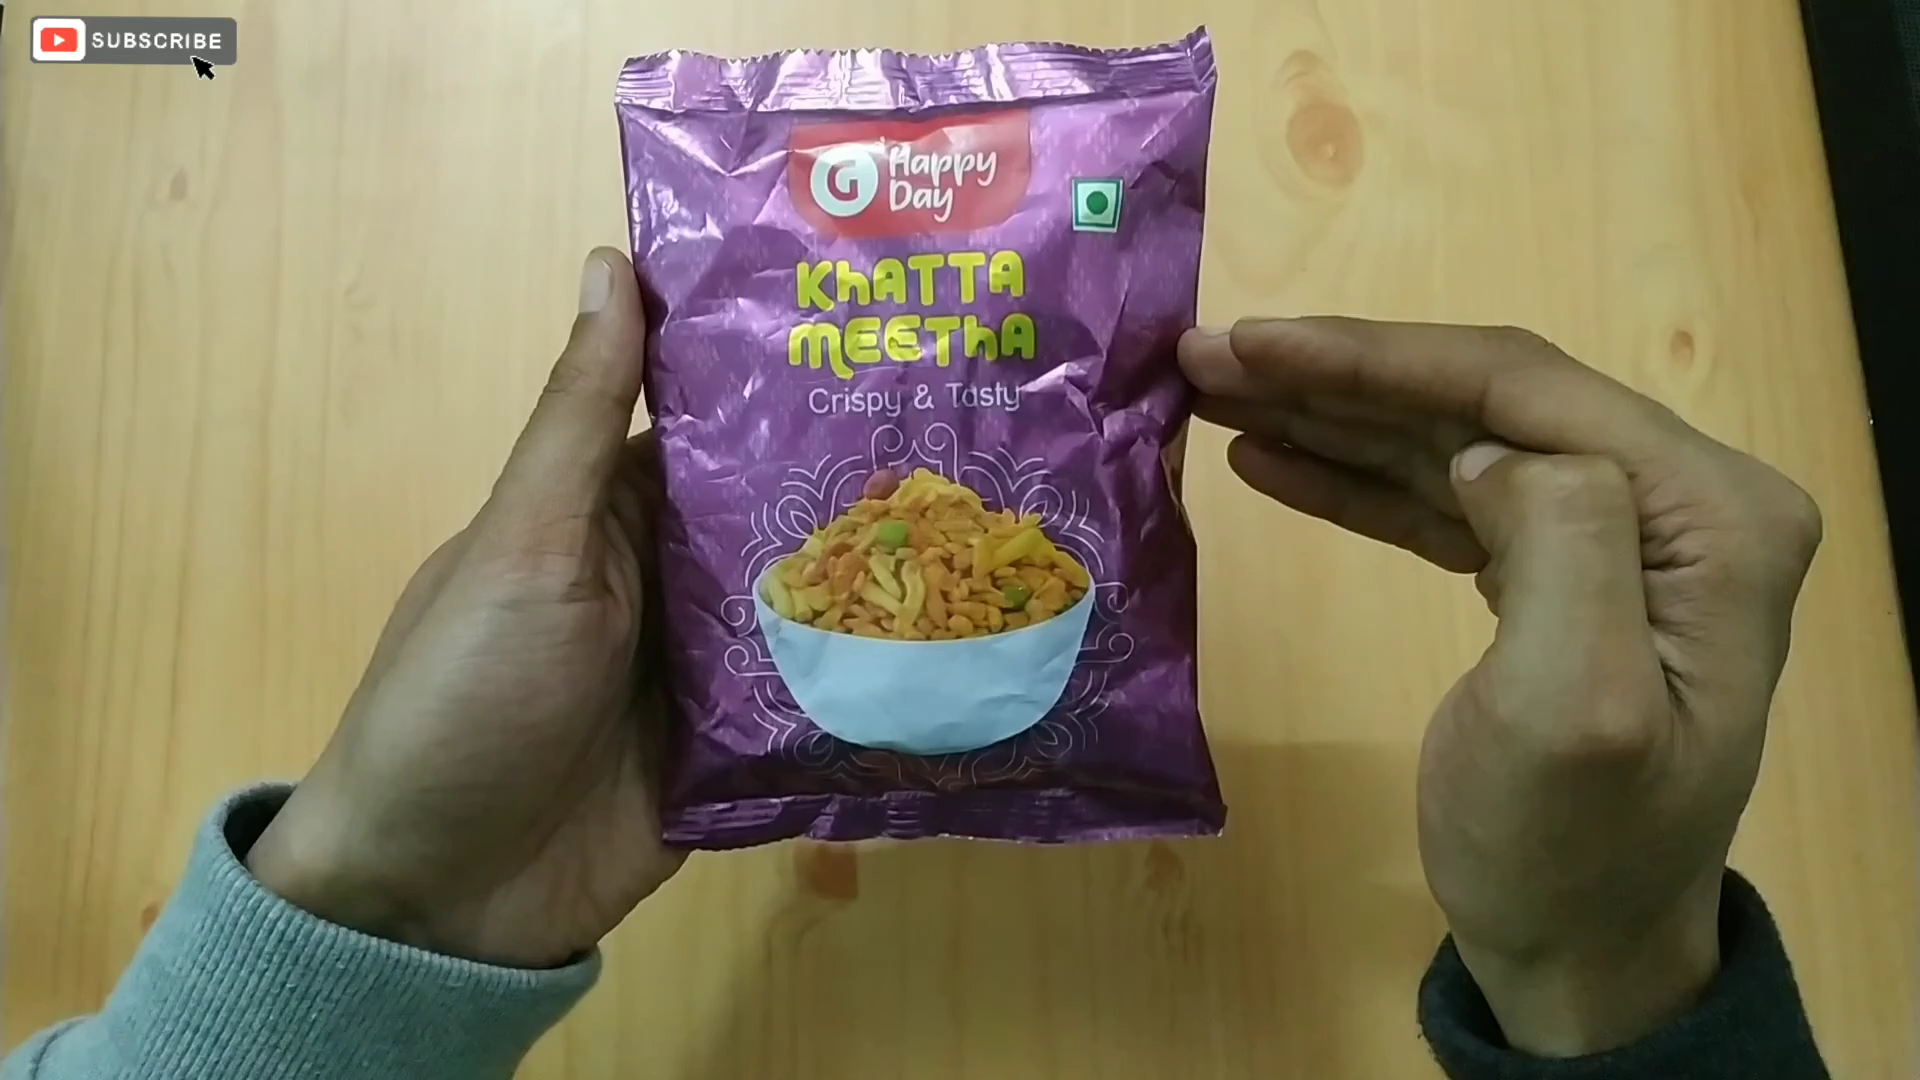 SUBSCRIBE
G Happy
Day
KhATTA
MEEThA
Crispy & Tasty